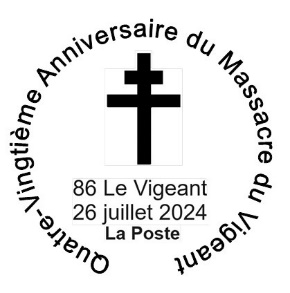 Quatre-Vingtième Anniversaire du Massacre du Vigeant
86 Le Vigeant
26 juillet 2024
La Poste